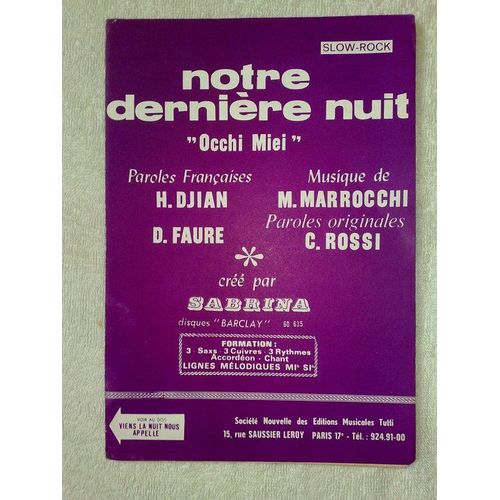 SLOW-ROCK
notre
dernière nuit
"Occhi Miei"
Paroles Françaises
H. DJIAN
D. FAURE
Musique de
M. MARROCCHI
Paroles originales
C. ROSSI
créé par
SABRINA
disques "BARCLAY" 60 635
FORMATION :
3 - Saxs - 3 Cuivres - 3 Rythmes
Accordéon - Chant
LIGNES MÉLODIQUES MIb SIb
VOIR AU DOS
VIENS LA NUIT NOUS
APPELLE
Société Nouvelle des Editions Musicales Tutti
15, rue SAUSSIER LEROY PARIS 17e - Tél : 924.91-00